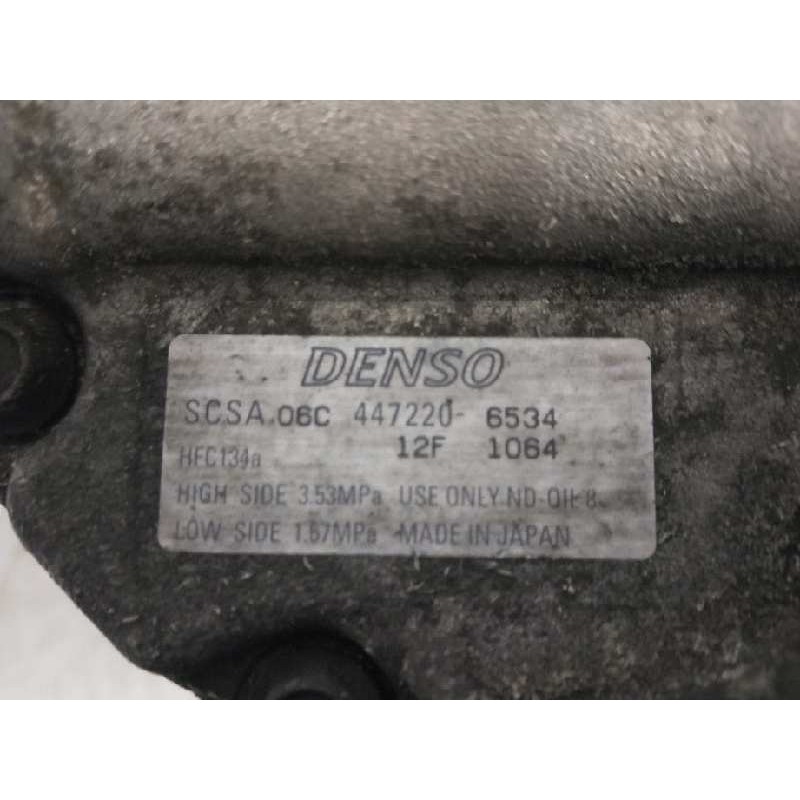 DENSO
SCSA 06C 447220-6534
HFC134a 12F 1064
HIGH SIDE 3.53MPa USE ONLY ND-OIL 8
LOW SIDE 1.67MPa MADE IN JAPAN